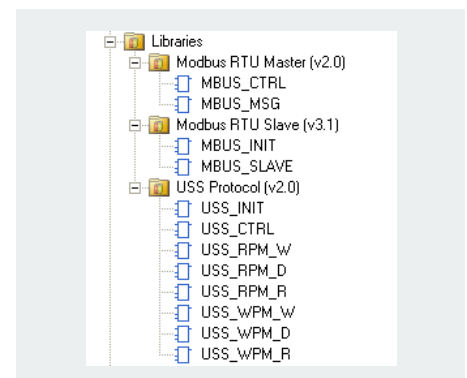 Libraries
Modbus RTU Master (v2.0)
MBUS_CTRL
MBUS_MSG
Modbus RTU Slave (v3.1)
MBUS_INIT
MBUS_SLAVE
USS Protocol (v2.0)
USS_INIT
USS_CTRL
USS_RPM_W
USS_RPM_D
USS_RPM_R
USS_WPM_W
USS_WPM_D
USS_WPM_R